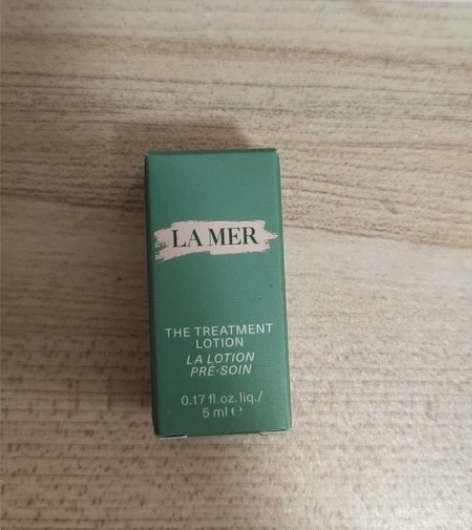 LA MER
THE TREATMENT
LOTION
LA LOTION
PRÉ-SOIN
0.17 fl.oz.liq./
5 ml ℮